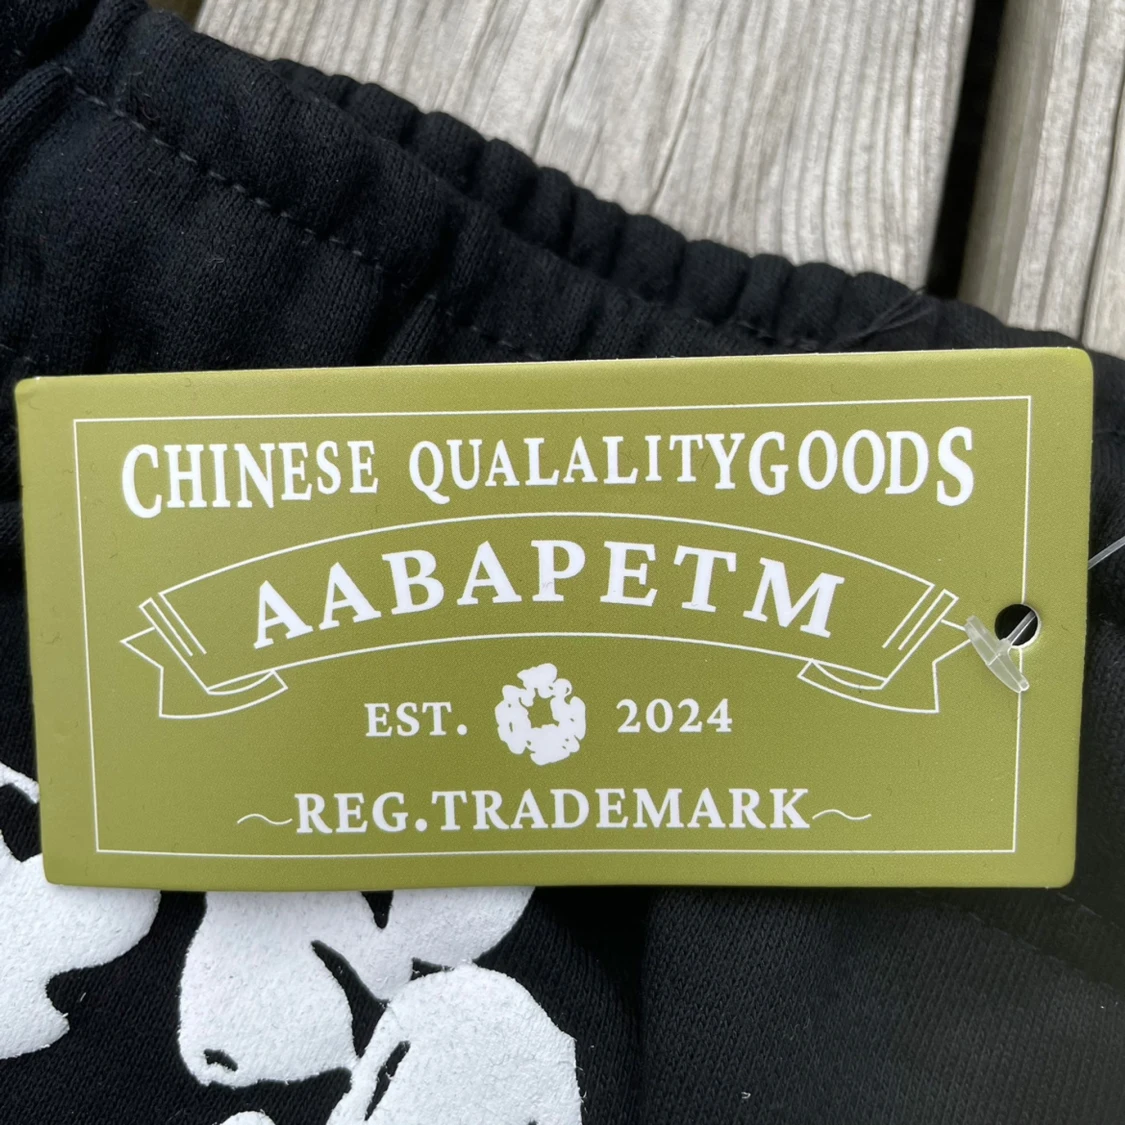 CHINESE QUALALITYGOODS
AABAPETM
EST. 2024
~REG.TRADEMARK~